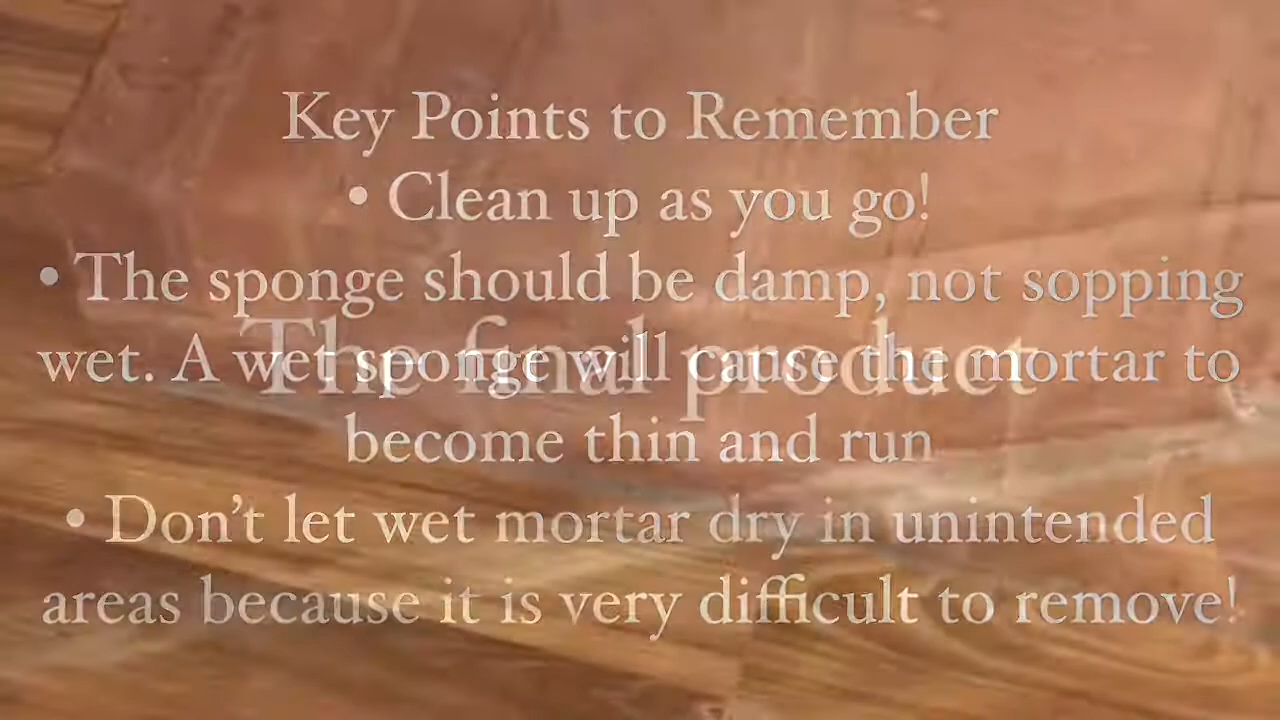 Key Points to Remember
• Clean up as you go!
• The sponge should be damp, not sopping
wet. A wet sponge will cause the mortar to
The final product
become thin and run
• Don't let wet mortar dry in unintended
areas because it is very difficult to remove!